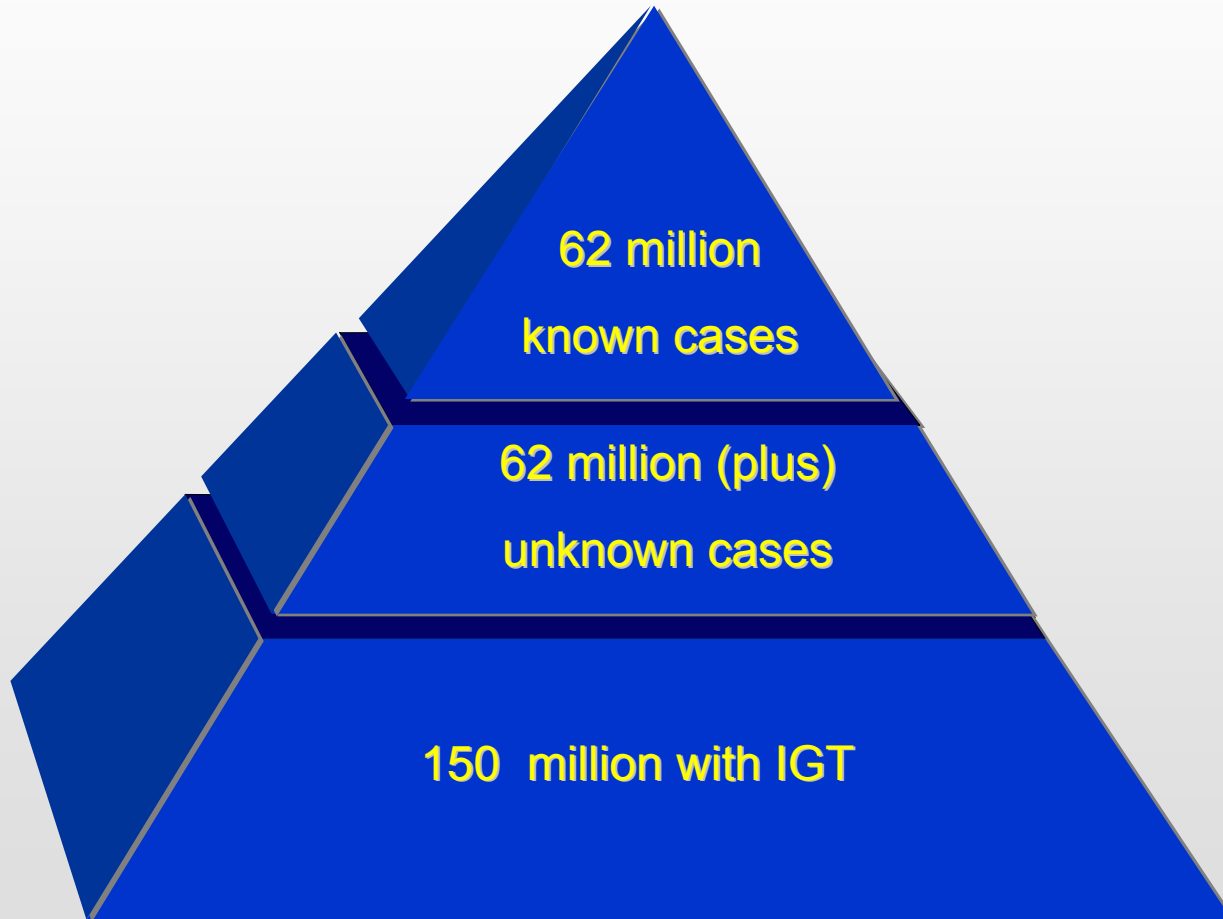 62 million
known cases
62 million (plus)
unknown cases
150  million with IGT